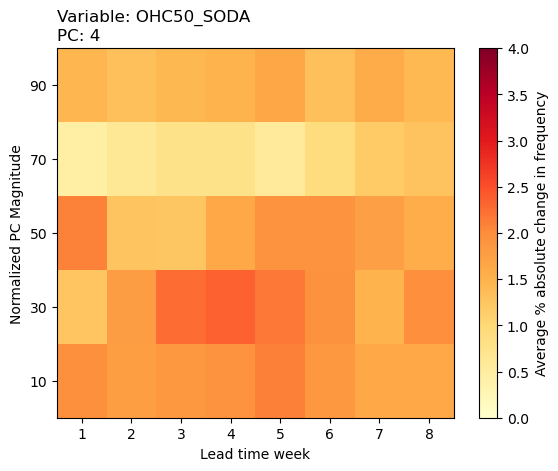 Variable: OHC50_SODA
PC: 4
90
70
50
30
10
Normalized PC Magnitude
1 2 3 4 5 6 7 8
Lead time week
4.0
3.5
3.0
2.5
2.0
1.5
1.0
0.5
0.0
Average % absolute change in frequency